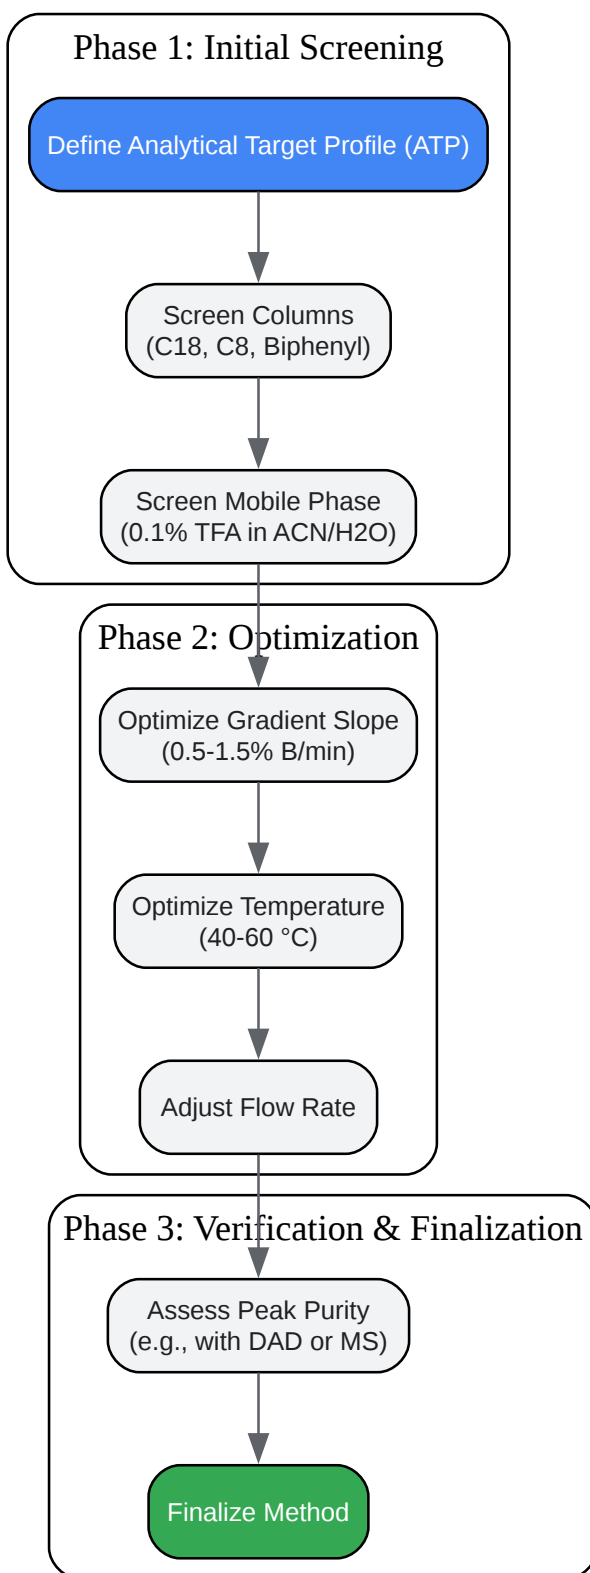 Phase 1: Initial Screening
Define Analytical Target Profile (ATP)
Screen Columns
(C18, C8, Biphenyl)
Screen Mobile Phase
(0.1% TFA in ACN/H2O)
Phase 2: Optimization
Optimize Gradient Slope
(0.5-1.5% B/min)
Optimize Temperature
(40-60 °C)
Adjust Flow Rate
Phase 3: Verification & Finalization
Assess Peak Purity
(e.g., with DAD or MS)
Finalize Method